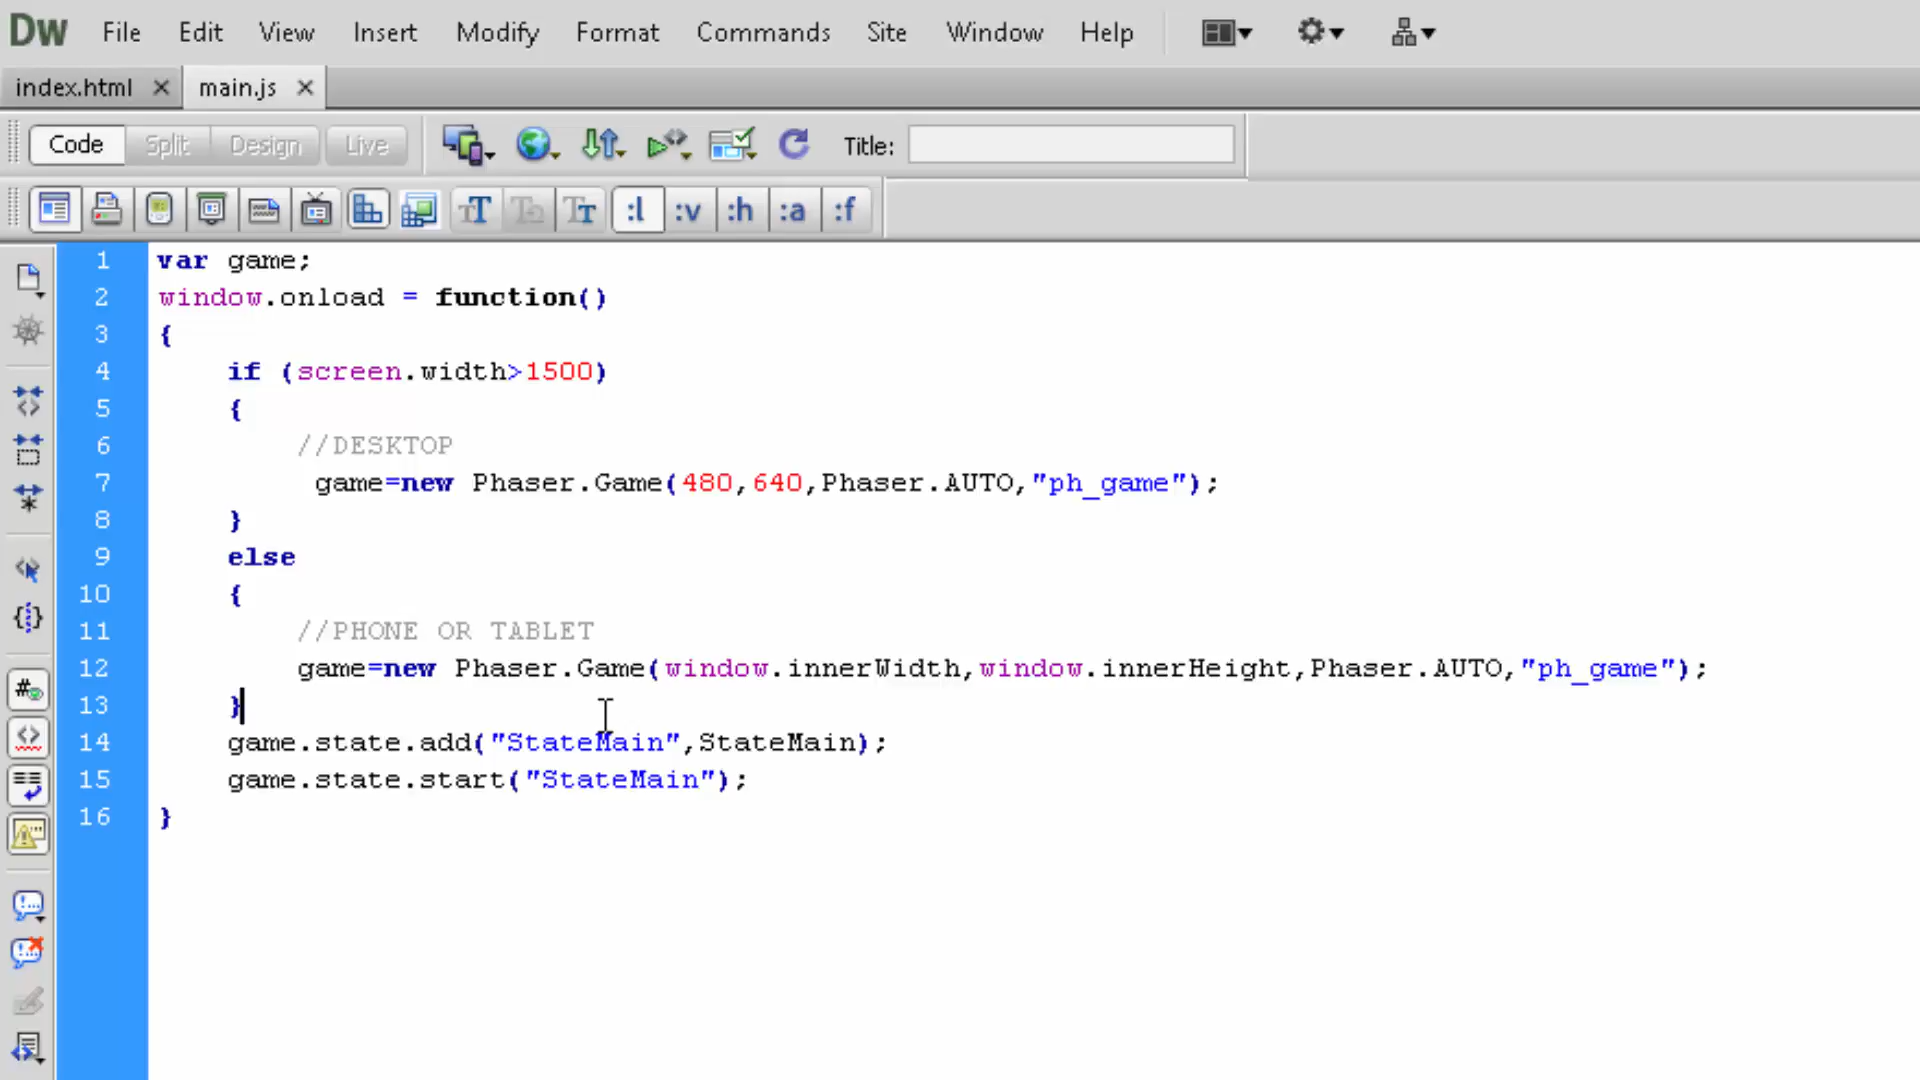 Dw File Edit View Insert Modify Format Commands Site Window Help
index.html main.js
Code Split Design Live Title:
:l :v :h :a :f
1 var game;
2 window.onload = function()
3 {
4 if (screen.width>1500)
5 {
6 //DESKTOP
7 game=new Phaser.Game(480,640,Phaser.AUTO,"ph_game");
8 }
9 else
10 {
11 //PHONE OR TABLET
12 game=new Phaser.Game(window.innerWidth,window.innerHeight,Phaser.AUTO,"ph_game");
13 }
14 game.state.add("StateMain",StateMain);
15 game.state.start("StateMain");
16 }